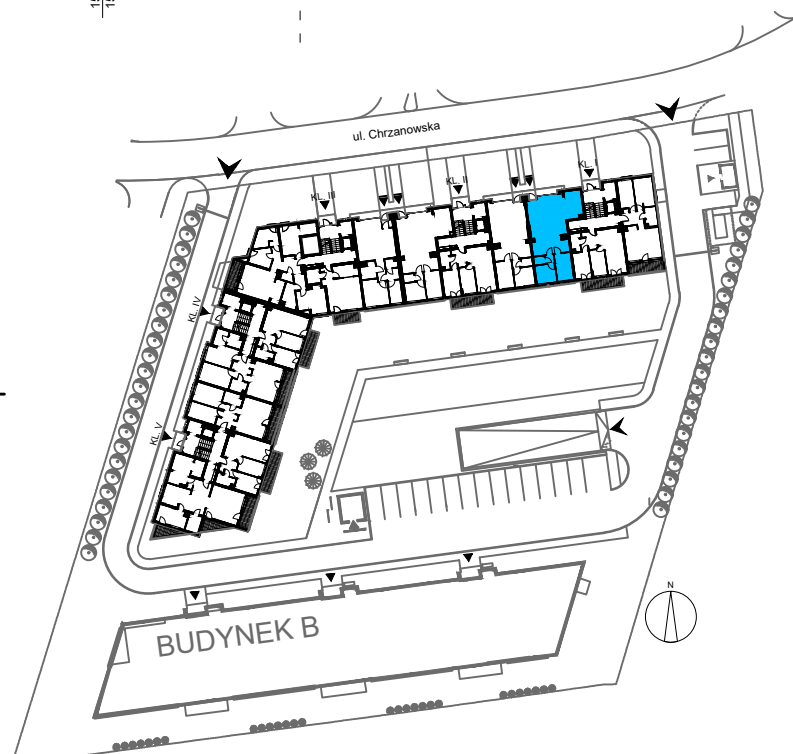 ul. Chrzanowska
KL. I
KL. II
KL. III
KL. IV
KL. V
N
BUDYNEK B